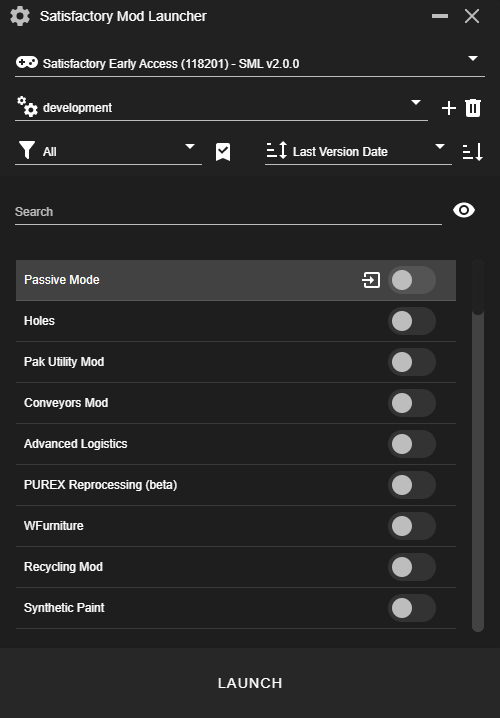 Satisfactory Mod Launcher
Satisfactory Early Access (118201) - SML v2.0.0
development
All
Last Version Date
Search
Passive Mode
Holes
Pak Utility Mod
Conveyors Mod
Advanced Logistics
PUREX Reprocessing (beta)
WFurniture
Recycling Mod
Synthetic Paint
LAUNCH